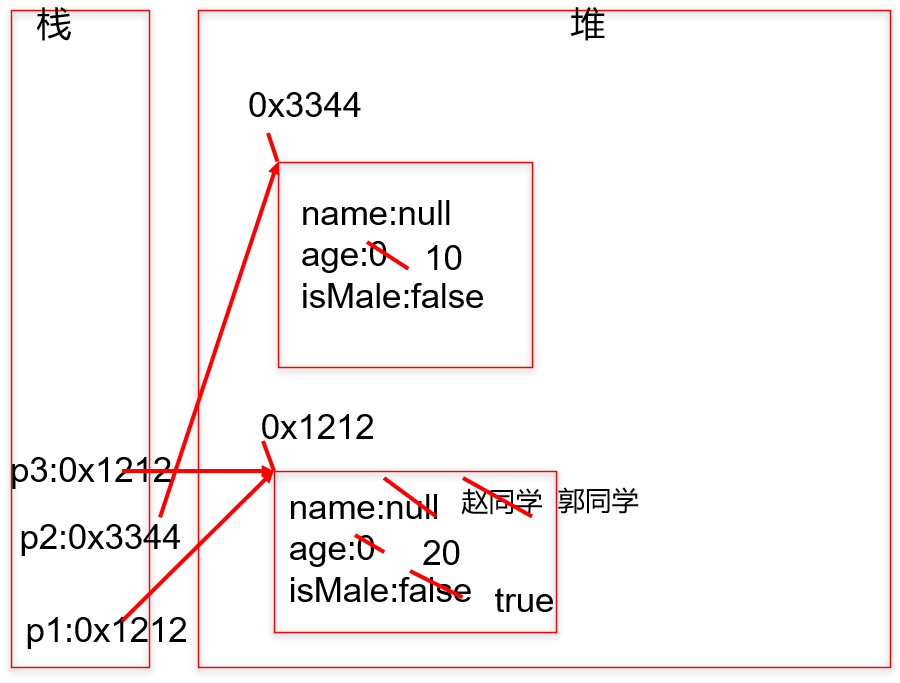 栈
堆
0x3344
name:null
age:0 10
isMale:false
0x1212
p3:0x1212
name:null 赵同学 郭同学
p2:0x3344
age:0 20
isMale:false
true
p1:0x1212